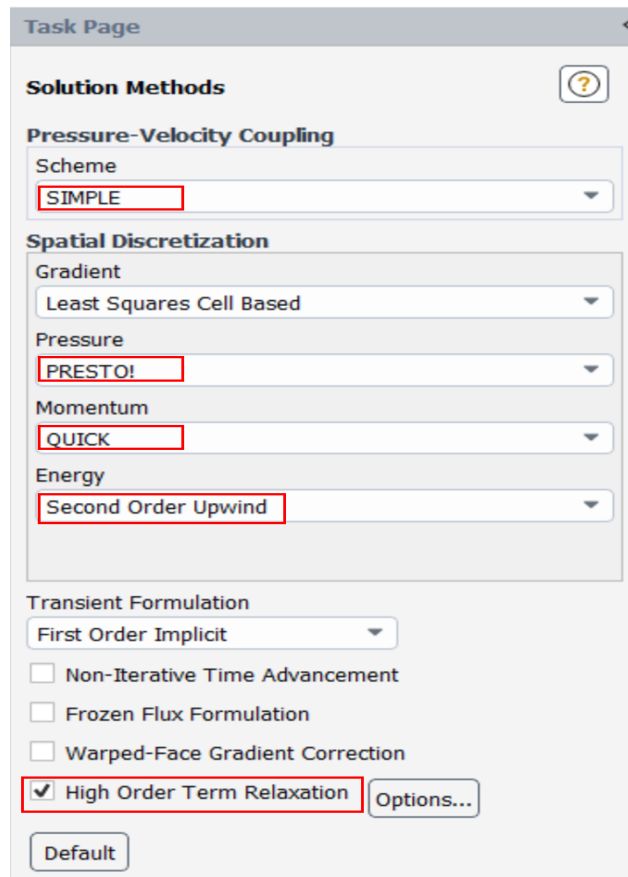 Task Page
Solution Methods
?
Pressure-Velocity Coupling
Scheme
SIMPLE
Spatial Discretization
Gradient
Least Squares Cell Based
Pressure
PRESTO!
Momentum
QUICK
Energy
Second Order Upwind
Transient Formulation
First Order Implicit
Non-Iterative Time Advancement
Frozen Flux Formulation
Warped-Face Gradient Correction
High Order Term Relaxation Options...
Default